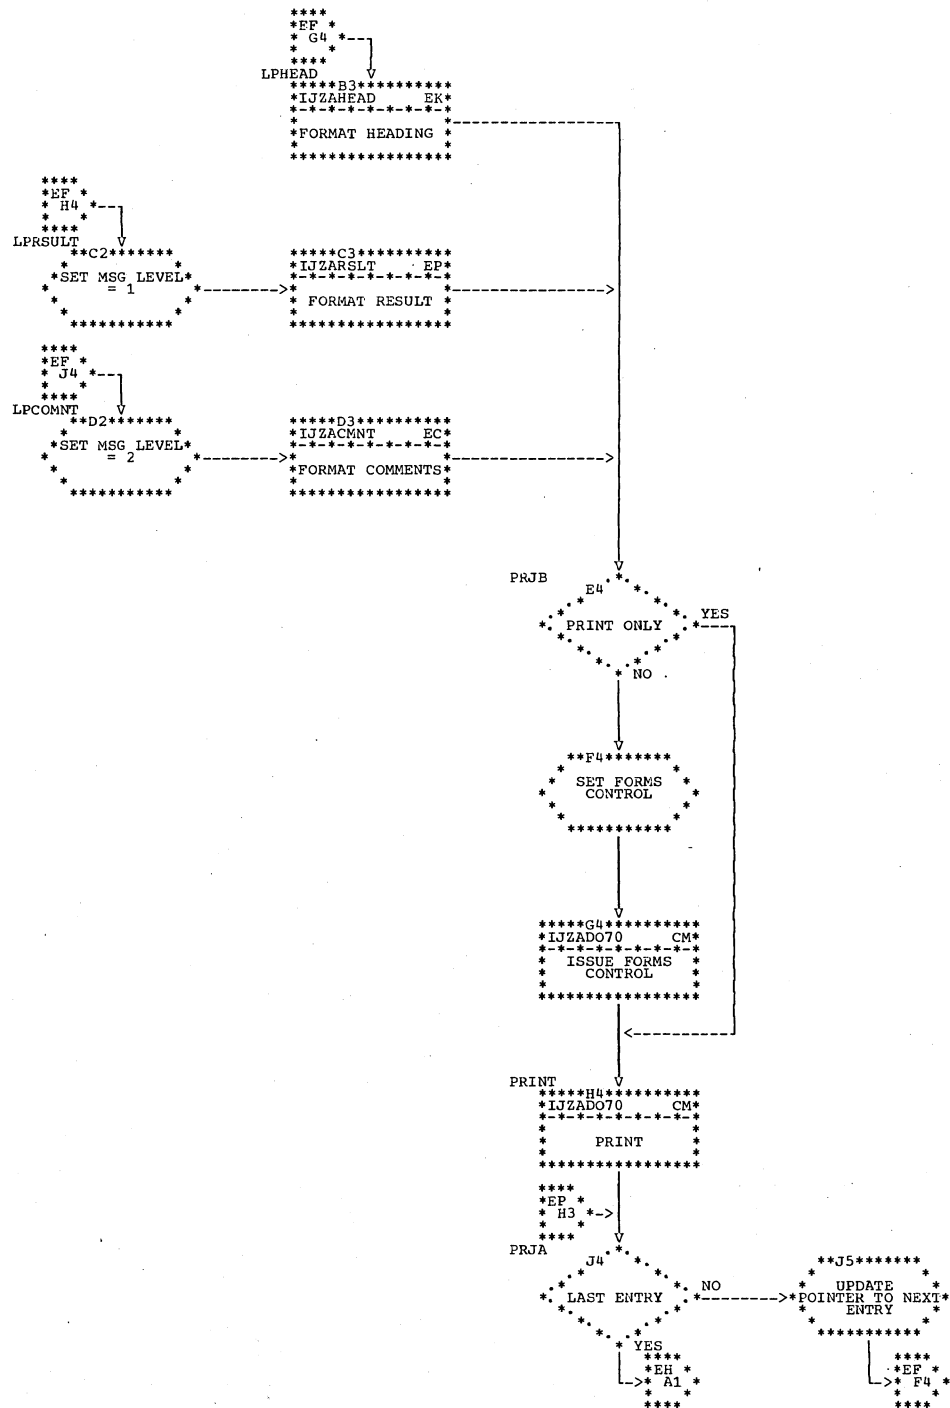 EF
G4
LPHEAD
B3
IJZAHEAD EK
FORMAT HEADING
EF
H4
LPRSULT
C2
SET MSG LEVEL
= 1
C3
IJZARSLT EP
FORMAT RESULT
EF
J4
LPCOMNT
D2
SET MSG LEVEL
= 2
D3
IJZACMNT EC
FORMAT COMMENTS
PRJB
E4
PRINT ONLY
YES
NO
F4
SET FORMS
CONTROL
G4
IJZADO70 CM
ISSUE FORMS
CONTROL
PRINT
H4
IJZADO70 CM
PRINT
EP
H3
PRJA
J4
LAST ENTRY
NO
YES
J5
UPDATE
POINTER TO NEXT
ENTRY
EH
A1
EF
F4